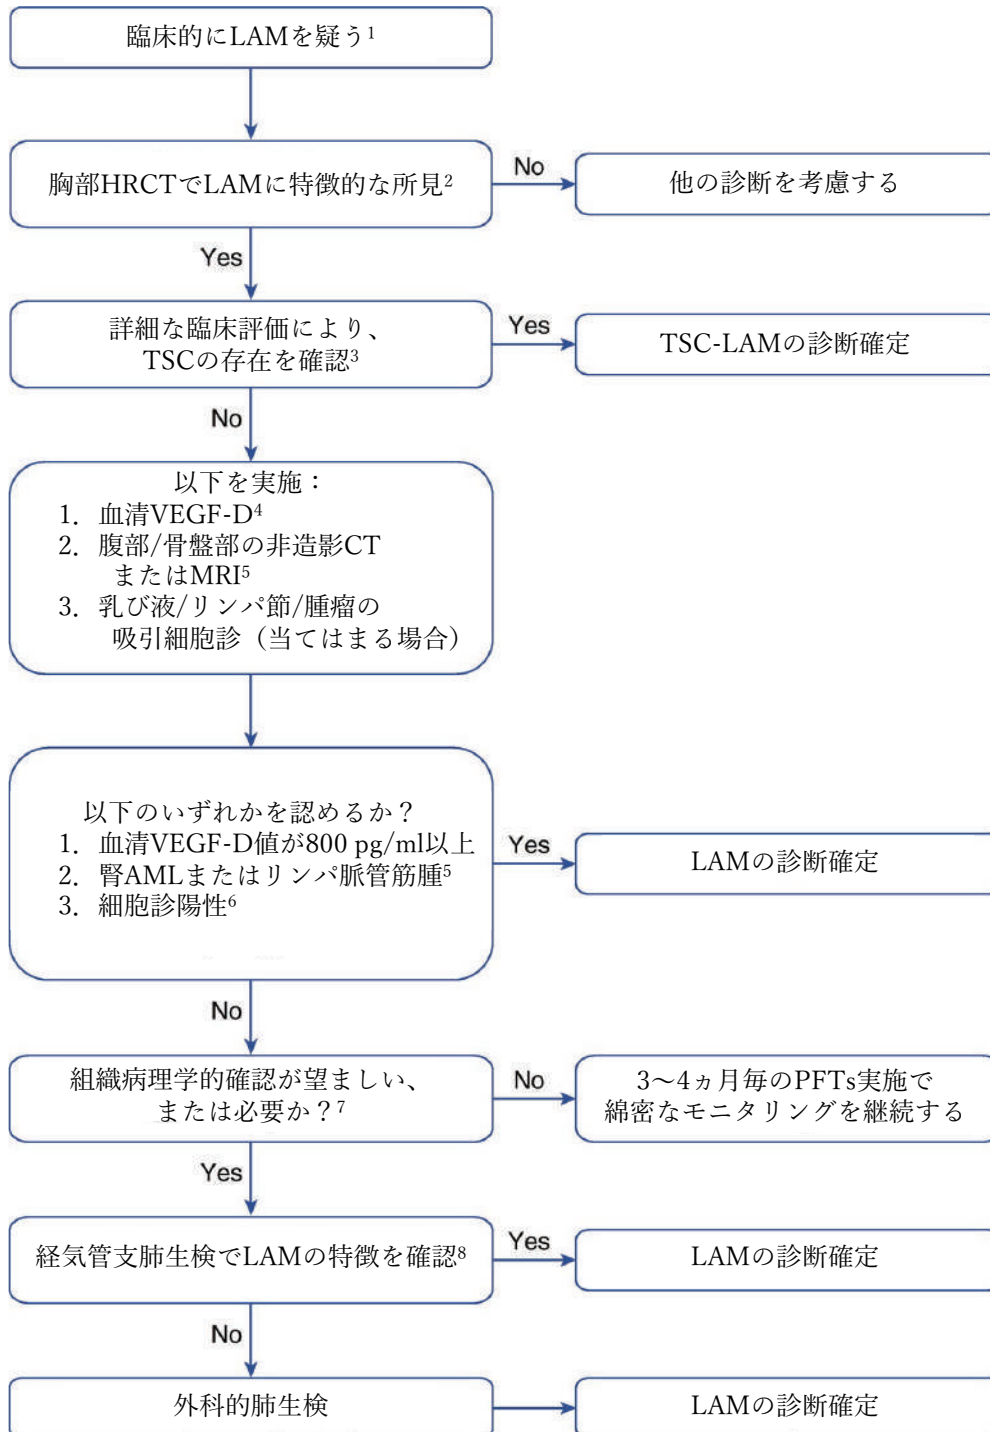 臨床的にLAMを疑う¹
胸部HRCTでLAMに特徴的な所見²
No
他の診断を考慮する
Yes
詳細な臨床評価により、
TSCの存在を確認³
Yes
TSC-LAMの診断確定
No
以下を実施：
1. 血清VEGF-D⁴
2. 腹部/骨盤部の非造影CT
またはMRI⁵
3. 乳び液/リンパ節/腫瘤の
吸引細胞診（当てはまる場合）
以下のいずれかを認めるか？
1. 血清VEGF-D値が800 pg/ml以上
2. 腎AMLまたはリンパ脈管筋腫⁵
3. 細胞診陽性⁶
Yes
LAMの診断確定
No
組織病理学的確認が望ましい、
または必要か？⁷
No
3〜4ヵ月毎のPFTs実施で
綿密なモニタリングを継続する
Yes
経気管支肺生検でLAMの特徴を確認⁸
Yes
LAMの診断確定
No
外科的肺生検
LAMの診断確定